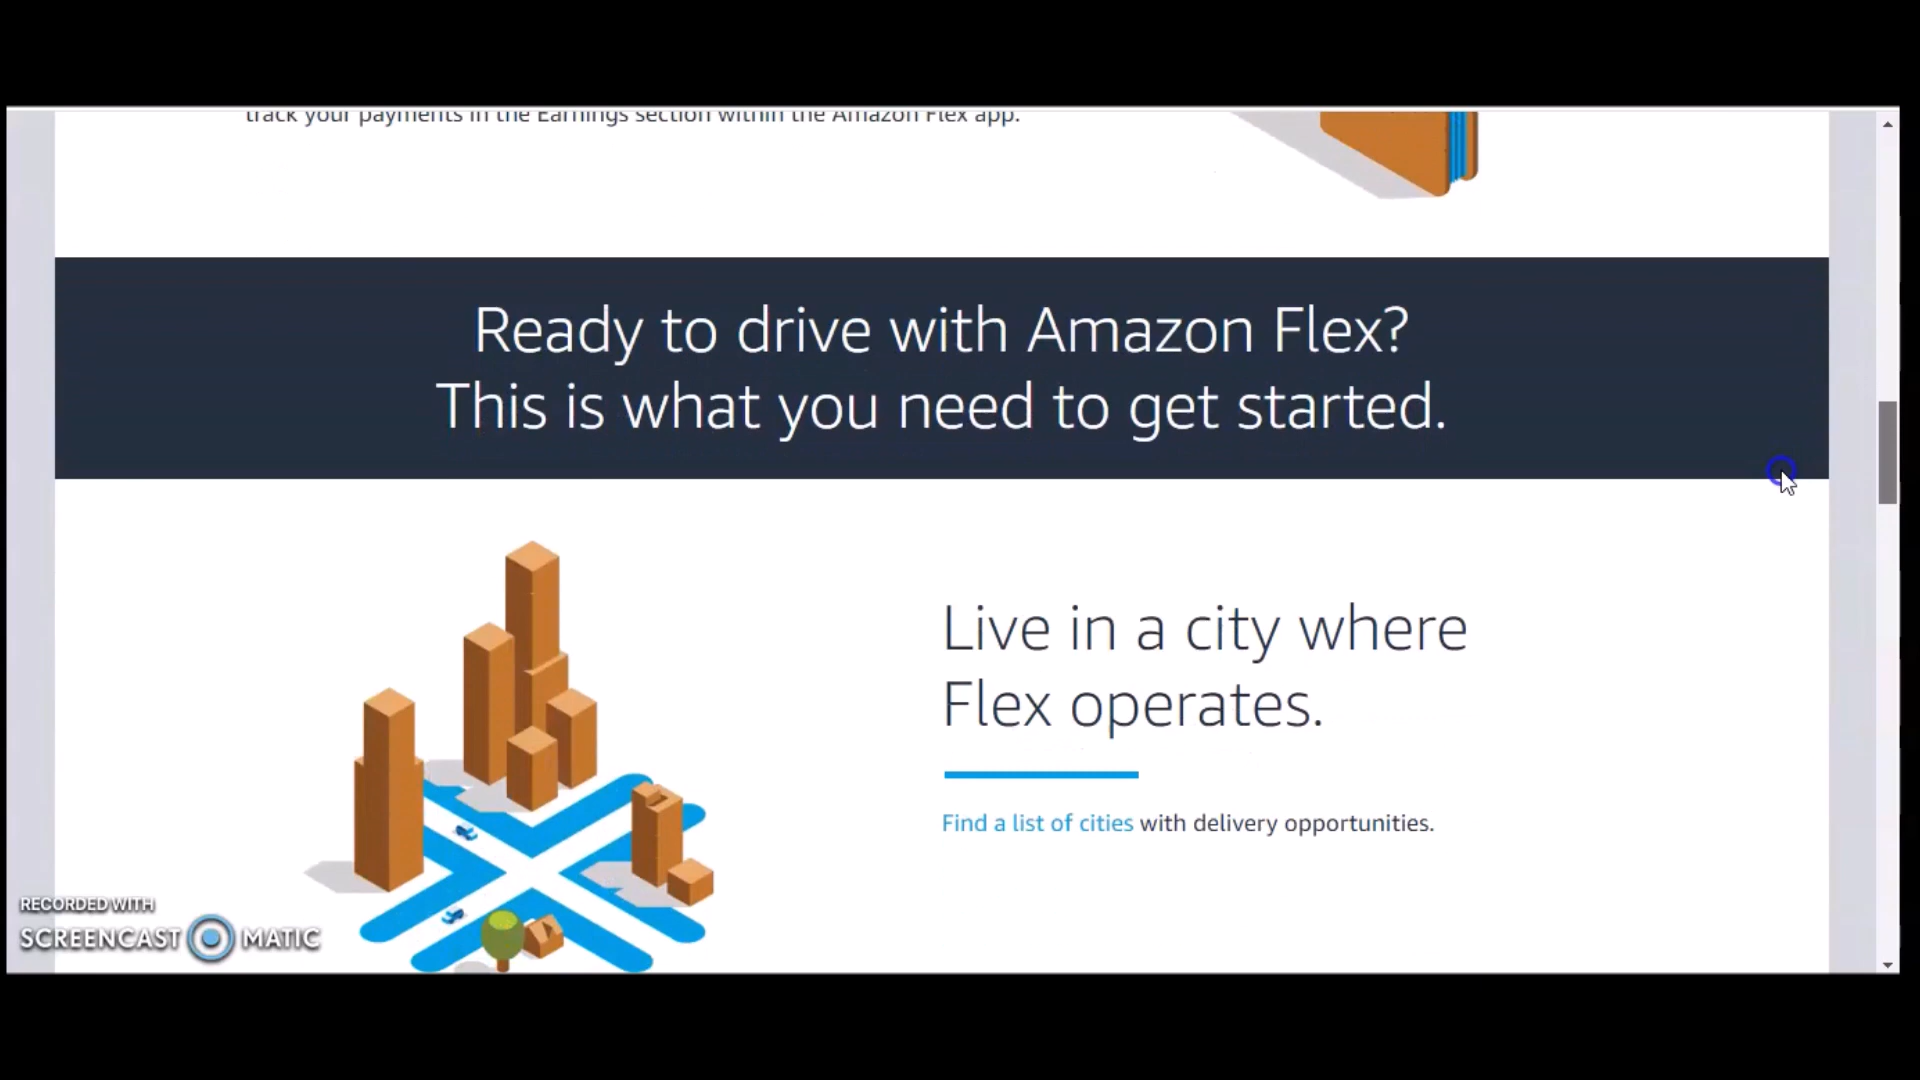 track your payments in the Earnings section within the Amazon Flex app.
Ready to drive with Amazon Flex?
This is what you need to get started.
Live in a city where
Flex operates.
Find a list of cities with delivery opportunities.
RECORDED WITH
SCREENCAST MATIC